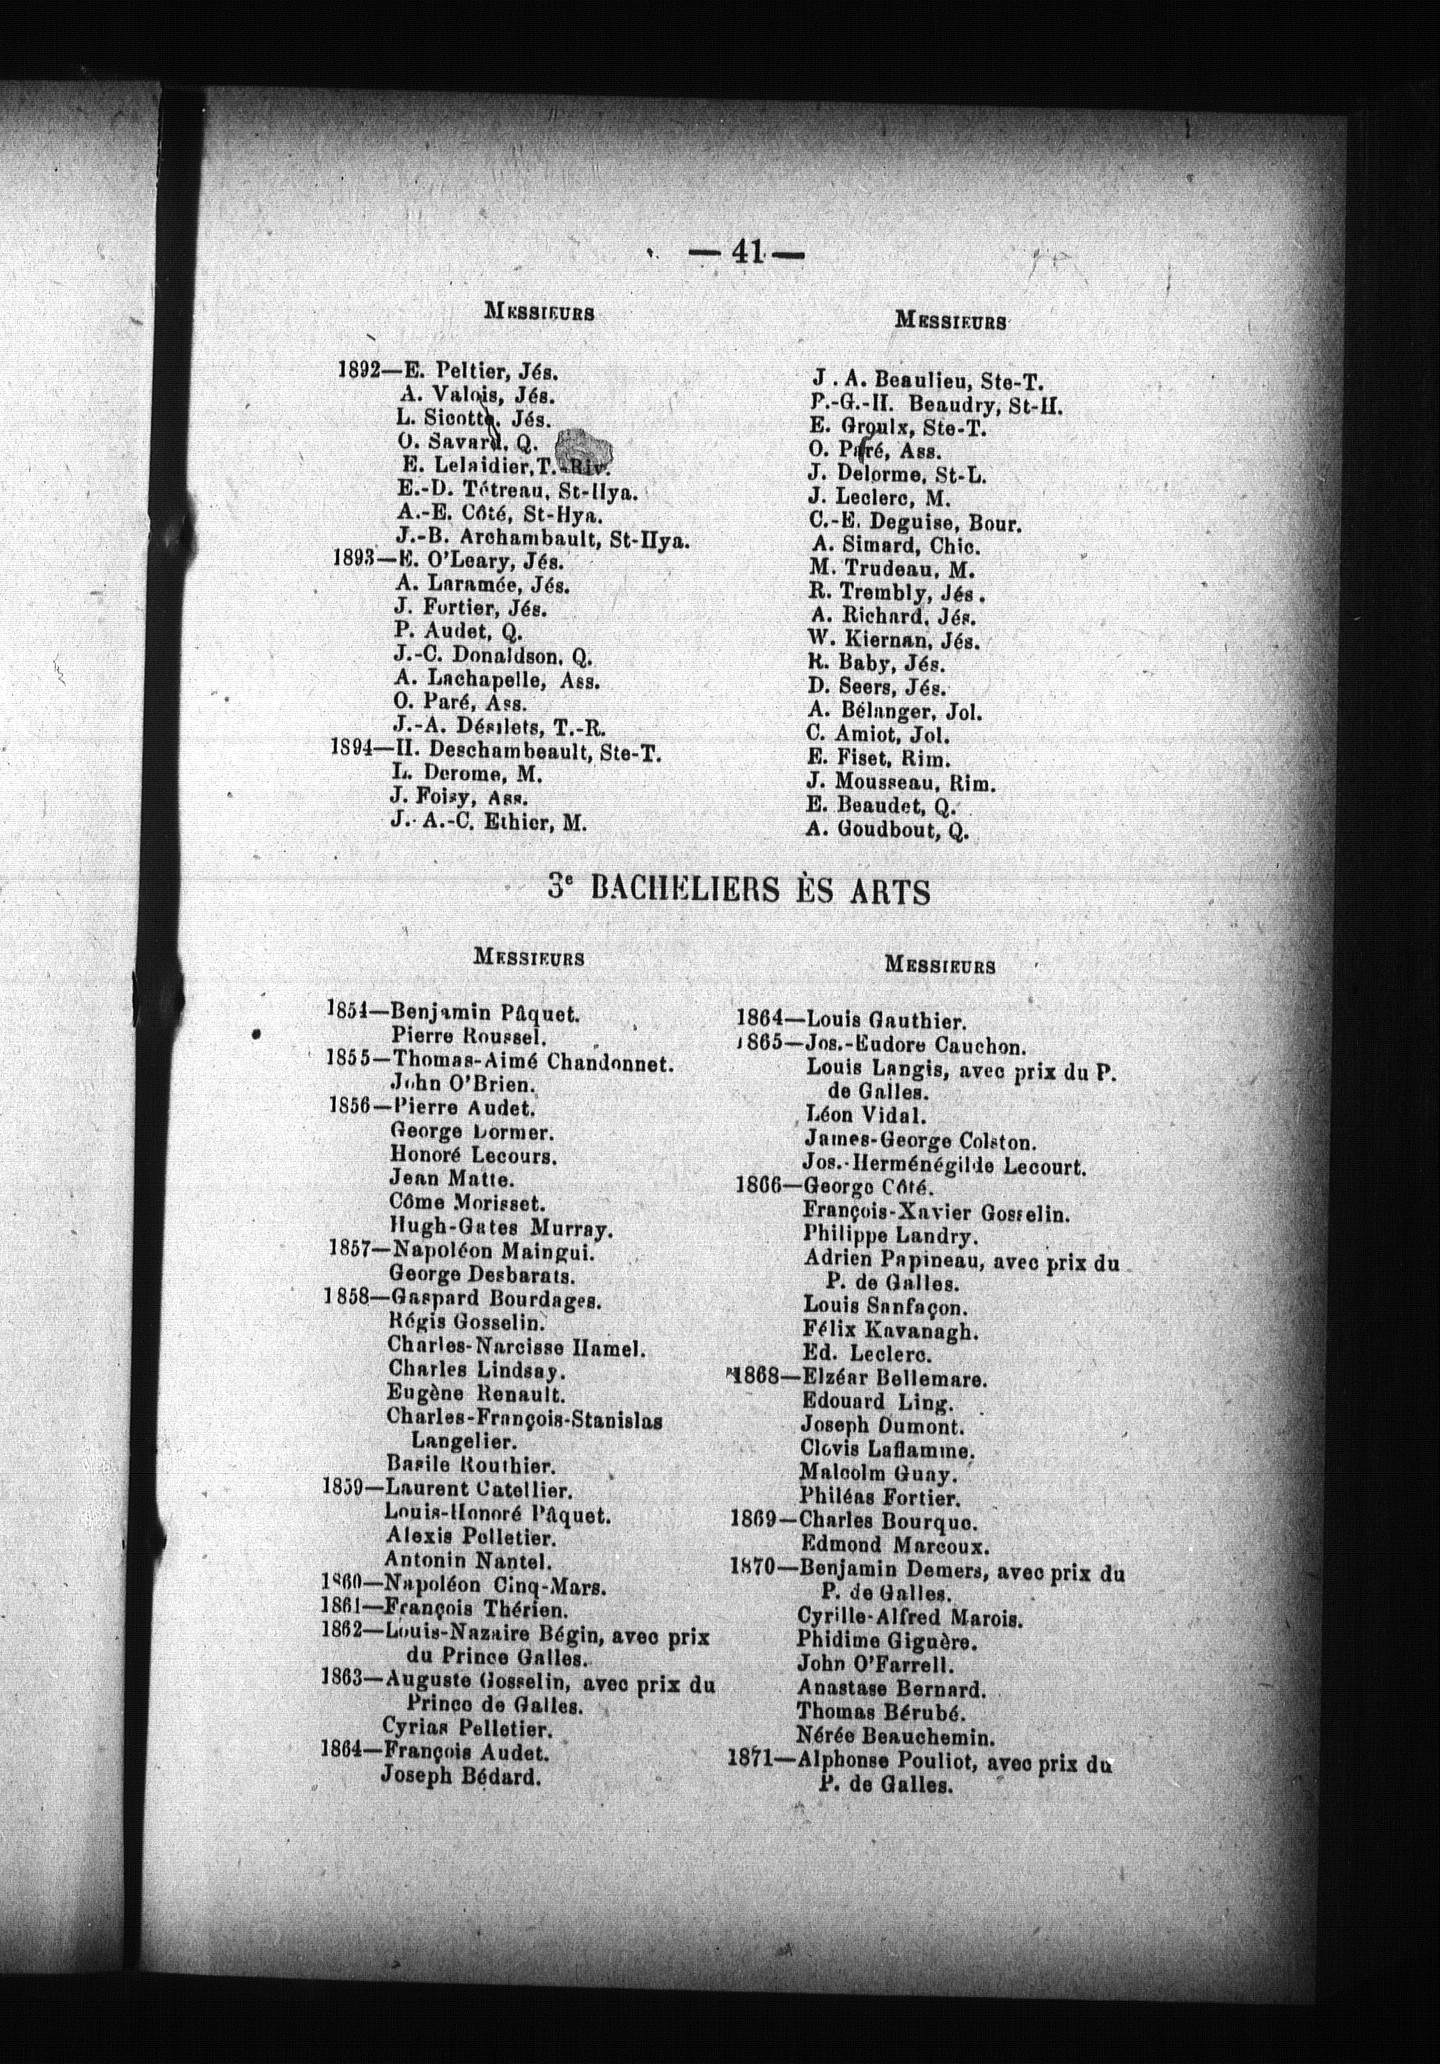 — 41 —
MESSIEURS
1892—E. Peltier, Jés.
A. Valois, Jés.
L. Sicotte, Jés.
O. Savard, Q.
E. Lelaidier, T.-Riv.
E.-D. Tétreau, St-Hya.
A.-E. Côté, St-Hya.
J.-B. Archambault, St-Hya.
1893—E. O'Leary, Jés.
A. Laramée, Jés.
J. Fortier, Jés.
P. Audet, Q.
J.-C. Donaldson, Q.
A. Lachapelle, Ass.
O. Paré, Ass.
J.-A. Désilets, T.-R.
1894—H. Deschambeault, Ste-T.
L. Derome, M.
J. Foisy, Ass.
J.-A.-C. Ethier, M.
MESSIEURS
J. A. Beaulieu, Ste-T.
P.-G.-H. Beaudry, St-H.
E. Groulx, Ste-T.
O. Paré, Ass.
J. Delorme, St-L.
J. Leclerc, M.
C.-E. Deguise, Bour.
A. Simard, Chic.
M. Trudeau, M.
R. Trembly, Jés.
A. Richard, Jés.
W. Kiernan, Jés.
R. Baby, Jés.
D. Seers, Jés.
A. Bélanger, Jol.
C. Amiot, Jol.
E. Fiset, Rim.
J. Mousseau, Rim.
E. Beaudet, Q.
A. Goudbout, Q.
3e BACHELIERS ÈS ARTS
MESSIEURS
1854—Benjamin Pâquet.
Pierre Roussel.
1855—Thomas-Aimé Chandonnet.
John O'Brien.
1856—Pierre Audet.
George Dormer.
Honoré Lecours.
Jean Matte.
Côme Morisset.
Hugh-Gates Murray.
1857—Napoléon Maingui.
George Desbarats.
1858—Gaspard Bourdages.
Régis Gosselin.
Charles-Narcisse Hamel.
Charles Lindsay.
Eugène Renault.
Charles-François-Stanislas
Langelier.
Basile Routhier.
1859—Laurent Catellier.
Louis-Honoré Pâquet.
Alexis Pelletier.
Antonin Nantel.
1860—Napoléon Cinq-Mars.
1861—François Thérien.
1862—Louis-Nazaire Bégin, avec prix
du Prince Galles.
1863—Auguste Gosselin, avec prix du
Prince de Galles.
Cyrias Pelletier.
1864—François Audet.
Joseph Bédard.
MESSIEURS
1864—Louis Gauthier.
1865—Jos.-Eudore Cauchon.
Louis Langis, avec prix du P.
de Galles.
Léon Vidal.
James-George Colston.
Jos.-Herménégilde Lecourt.
1866—George Côté.
François-Xavier Gosselin.
Philippe Landry.
Adrien Papineau, avec prix du
P. de Galles.
Louis Sanfaçon.
Félix Kavanagh.
Ed. Leclerc.
1868—Elzéar Bellemare.
Edouard Ling.
Joseph Dumont.
Clovis Laflamme.
Malcolm Guay.
Philéas Fortier.
1869—Charles Bourque.
Edmond Marcoux.
1870—Benjamin Demers, avec prix du
P. de Galles.
Cyrille-Alfred Marois.
Phidime Giguère.
John O'Farrell.
Anastase Bernard.
Thomas Bérubé.
Nérée Beauchemin.
1871—Alphonse Pouliot, avec prix du
P. de Galles.